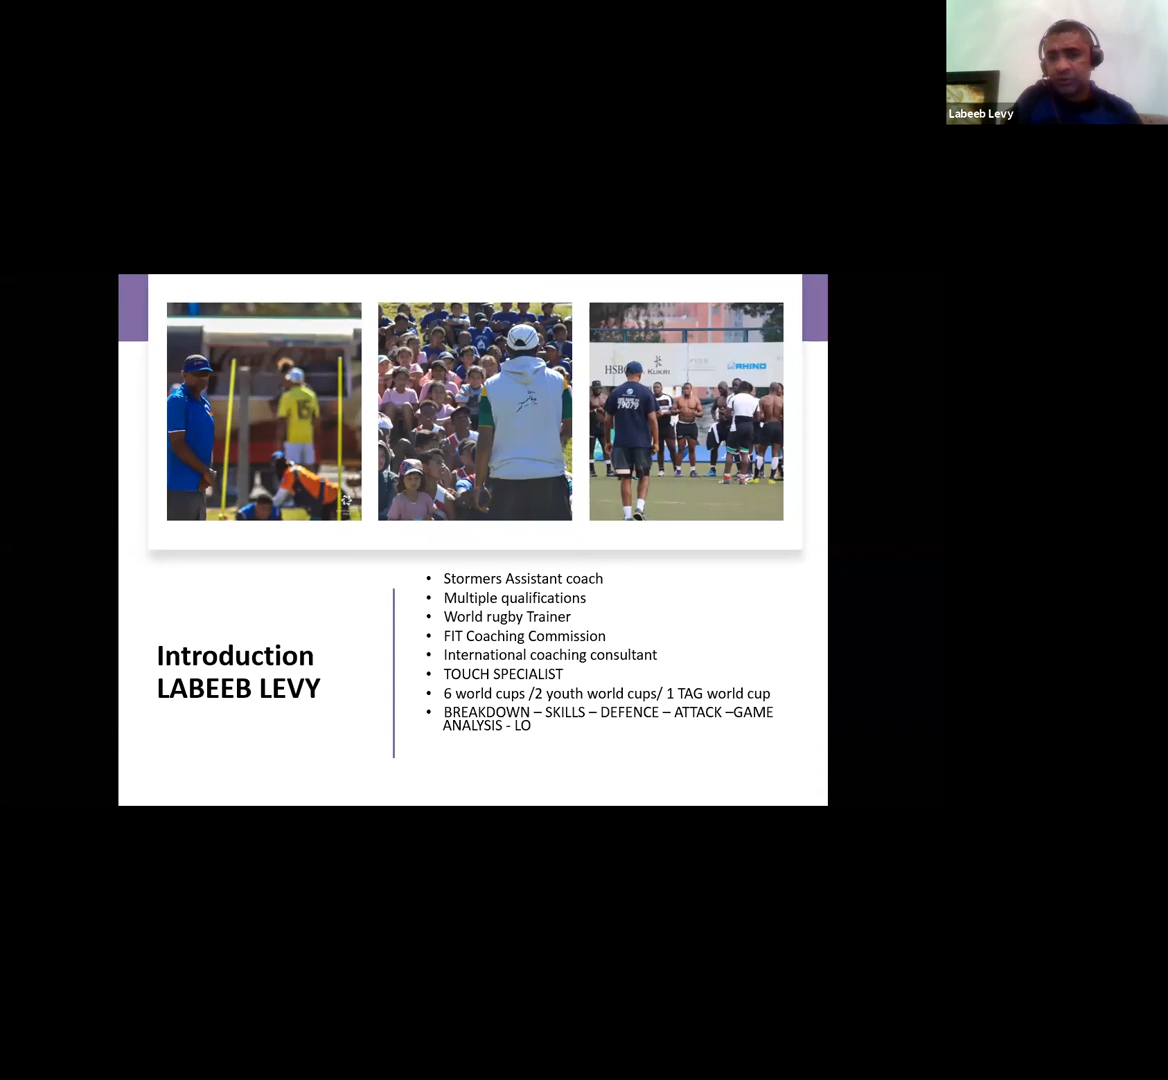 Labeeb Levy
HSBC
KUKRI
RHINO
79079
Introduction
LABEEB LEVY
• Stormers Assistant coach
• Multiple qualifications
• World rugby Trainer
• FIT Coaching Commission
• International coaching consultant
• TOUCH SPECIALIST
• 6 world cups /2 youth world cups/ 1 TAG world cup
• BREAKDOWN – SKILLS – DEFENCE – ATTACK –GAME
ANALYSIS - LO